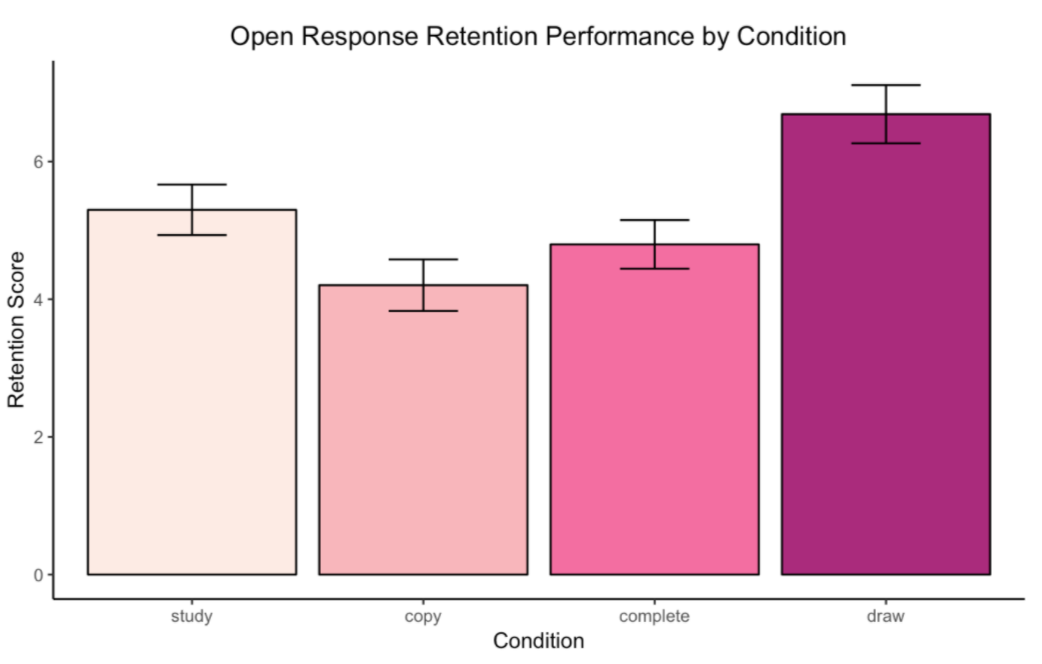 Open Response Retention Performance by Condition
Retention Score
6
4
2
0
study copy complete draw
Condition